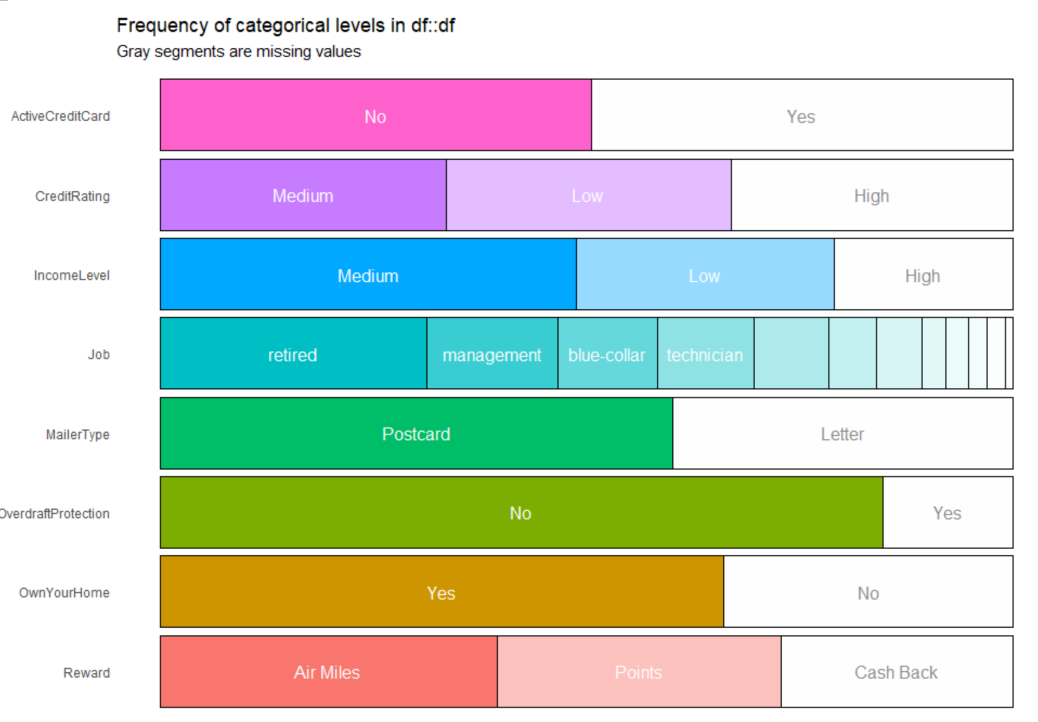 Frequency of categorical levels in df::df
Gray segments are missing values
ActiveCreditCard No Yes
CreditRating Medium Low High
IncomeLevel Medium Low High
Job retired management blue-collar technician
MailerType Postcard Letter
OverdraftProtection No Yes
OwnYourHome Yes No
Reward Air Miles Points Cash Back